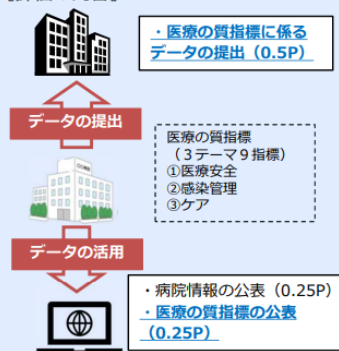 ・医療の質指標に係る
データの提出（0.5P）
データの提出
医療の質指標
（３テーマ９指標）
①医療安全
②感染管理
③ケア
データの活用
・病院情報の公表（0.25P）
・医療の質指標の公表
（0.25P）